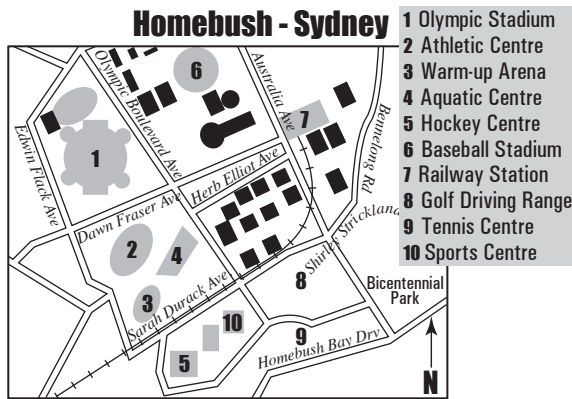 Homebush - Sydney
1 Olympic Stadium
2 Athletic Centre
3 Warm-up Arena
4 Aquatic Centre
5 Hockey Centre
6 Baseball Stadium
7 Railway Station
8 Golf Driving Range
9 Tennis Centre
10 Sports Centre
Olympic Boulevard Ave
Australia Ave
Bennelong Rd
Edwin Flack Ave
6
7
1
Herb Elliot Ave
Dawn Fraser Ave
2
4
Shirley Strickland
8
Bicentennial
Park
3
Sarah Durack Ave
10
9
5
Homebush Bay Drv
N